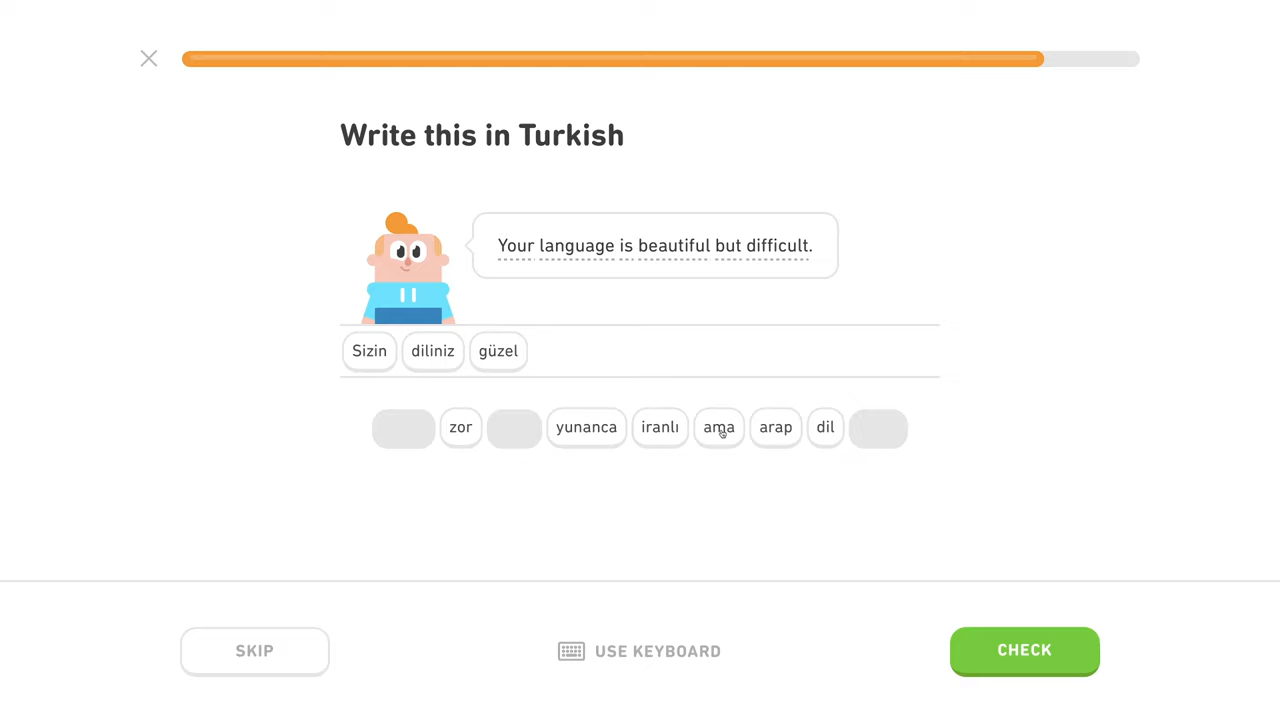 Write this in Turkish
Your language is beautiful but difficult.
Sizin diliniz güzel
zor yunanca iranlı ama arap dil
SKIP USE KEYBOARD CHECK